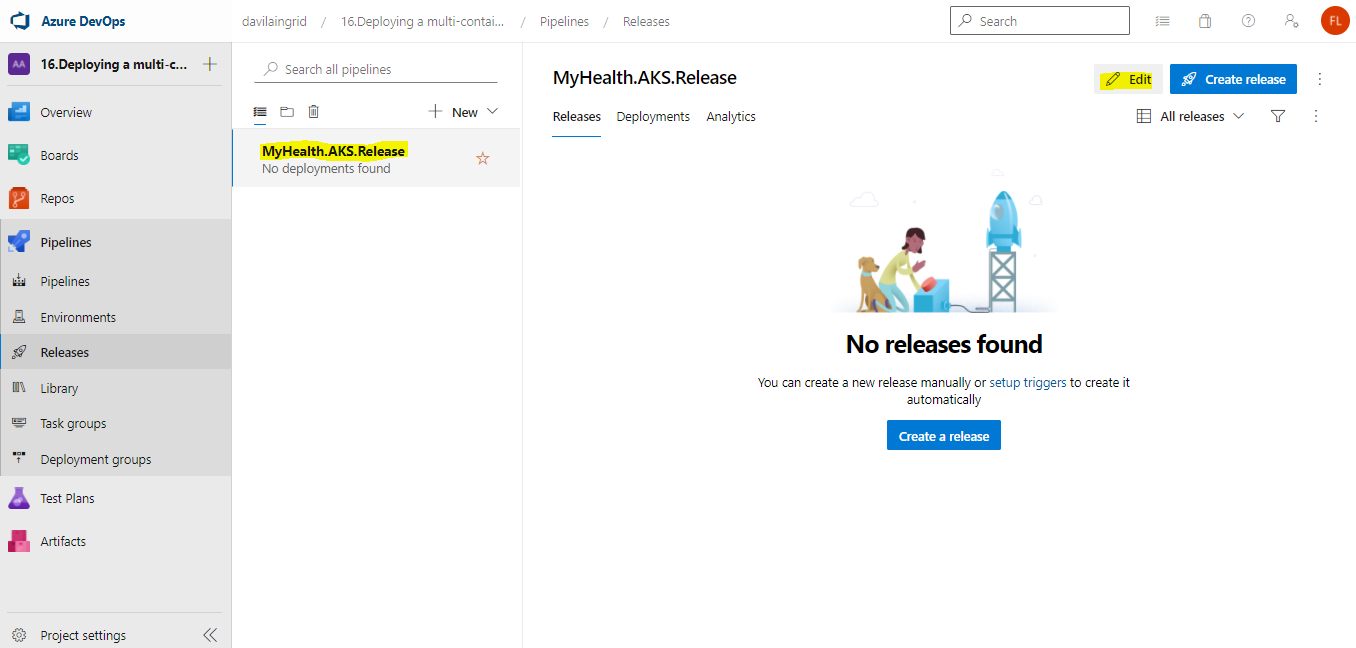 Azure DevOps
davilaingrid / 16.Deploying a multi-contai... / Pipelines / Releases
Search
FL
AA 16.Deploying a multi-c...
Overview
Boards
Repos
Pipelines
Pipelines
Environments
Releases
Library
Task groups
Deployment groups
Test Plans
Artifacts
Project settings
Search all pipelines
New
MyHealth.AKS.Release
No deployments found
MyHealth.AKS.Release
Edit
Create release
Releases Deployments Analytics
All releases
No releases found
You can create a new release manually or setup triggers to create it
automatically
Create a release